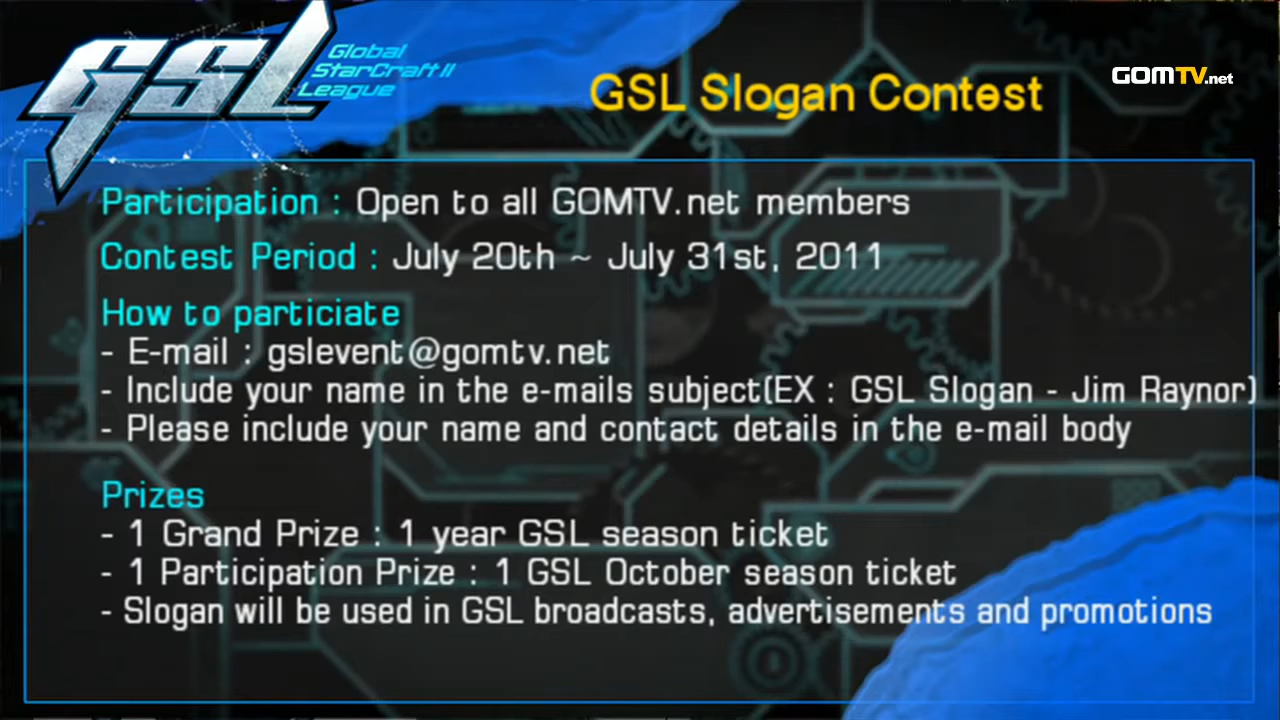 GSL
Global
StarCraft II
League
GSL Slogan Contest
GOMTV.net
Participation : Open to all GOMTV.net members
Contest Period : July 20th ~ July 31st, 2011
How to particiate
- E-mail : gslevent@gomtv.net
- Include your name in the e-mails subject(EX : GSL Slogan - Jim Raynor)
- Please include your name and contact details in the e-mail body
Prizes
- 1 Grand Prize : 1 year GSL season ticket
- 1 Participation Prize : 1 GSL October season ticket
- Slogan will be used in GSL broadcasts, advertisements and promotions